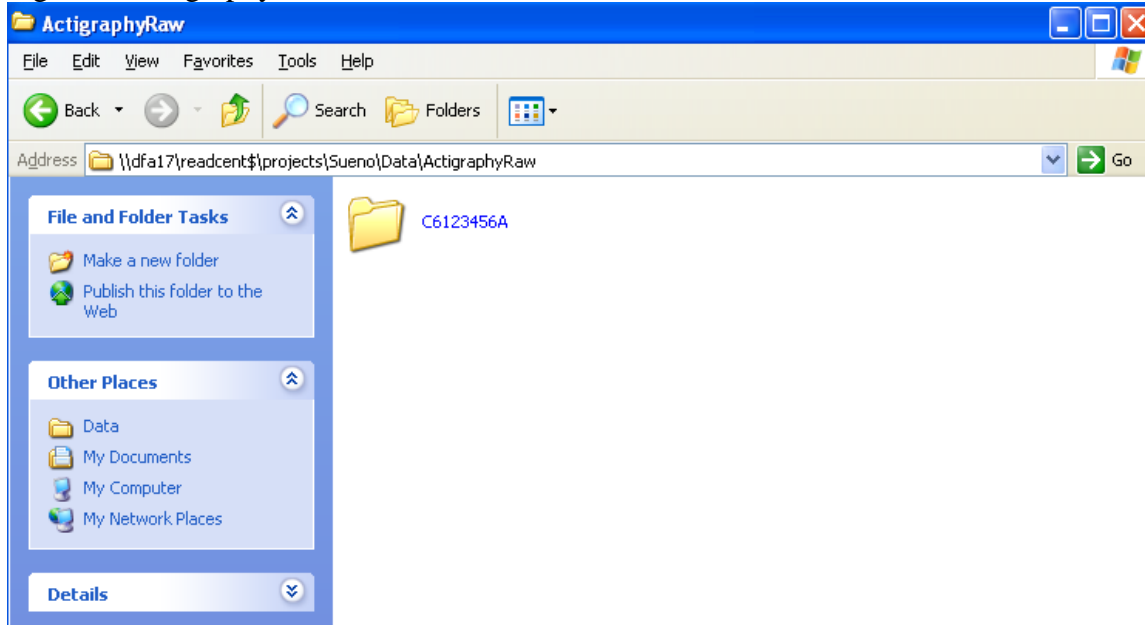 ActigraphyRaw
File Edit View Favorites Tools Help
Back Search Folders
Address \\dfa17\readcent$\projects\Sueno\Data\ActigraphyRaw Go
File and Folder Tasks
Make a new folder
Publish this folder to the
Web
Other Places
Data
My Documents
My Computer
My Network Places
Details
C6123456A